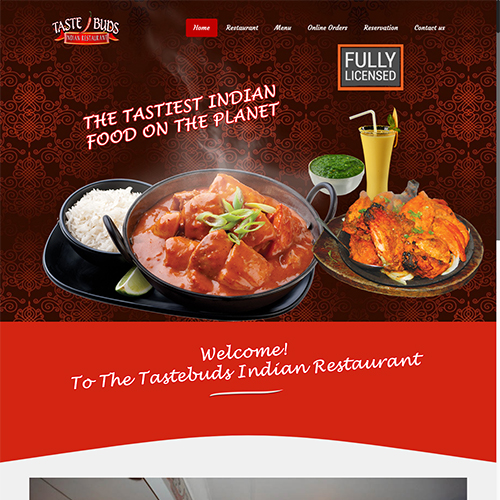 TASTE BUDS
INDIAN RESTAURANT
Home Restaurant Menu Online Orders Reservation Contact us
FULLY
LICENSED
THE TASTIEST INDIAN
FOOD ON THE PLANET
Welcome!
To The Tastebuds Indian Restaurant